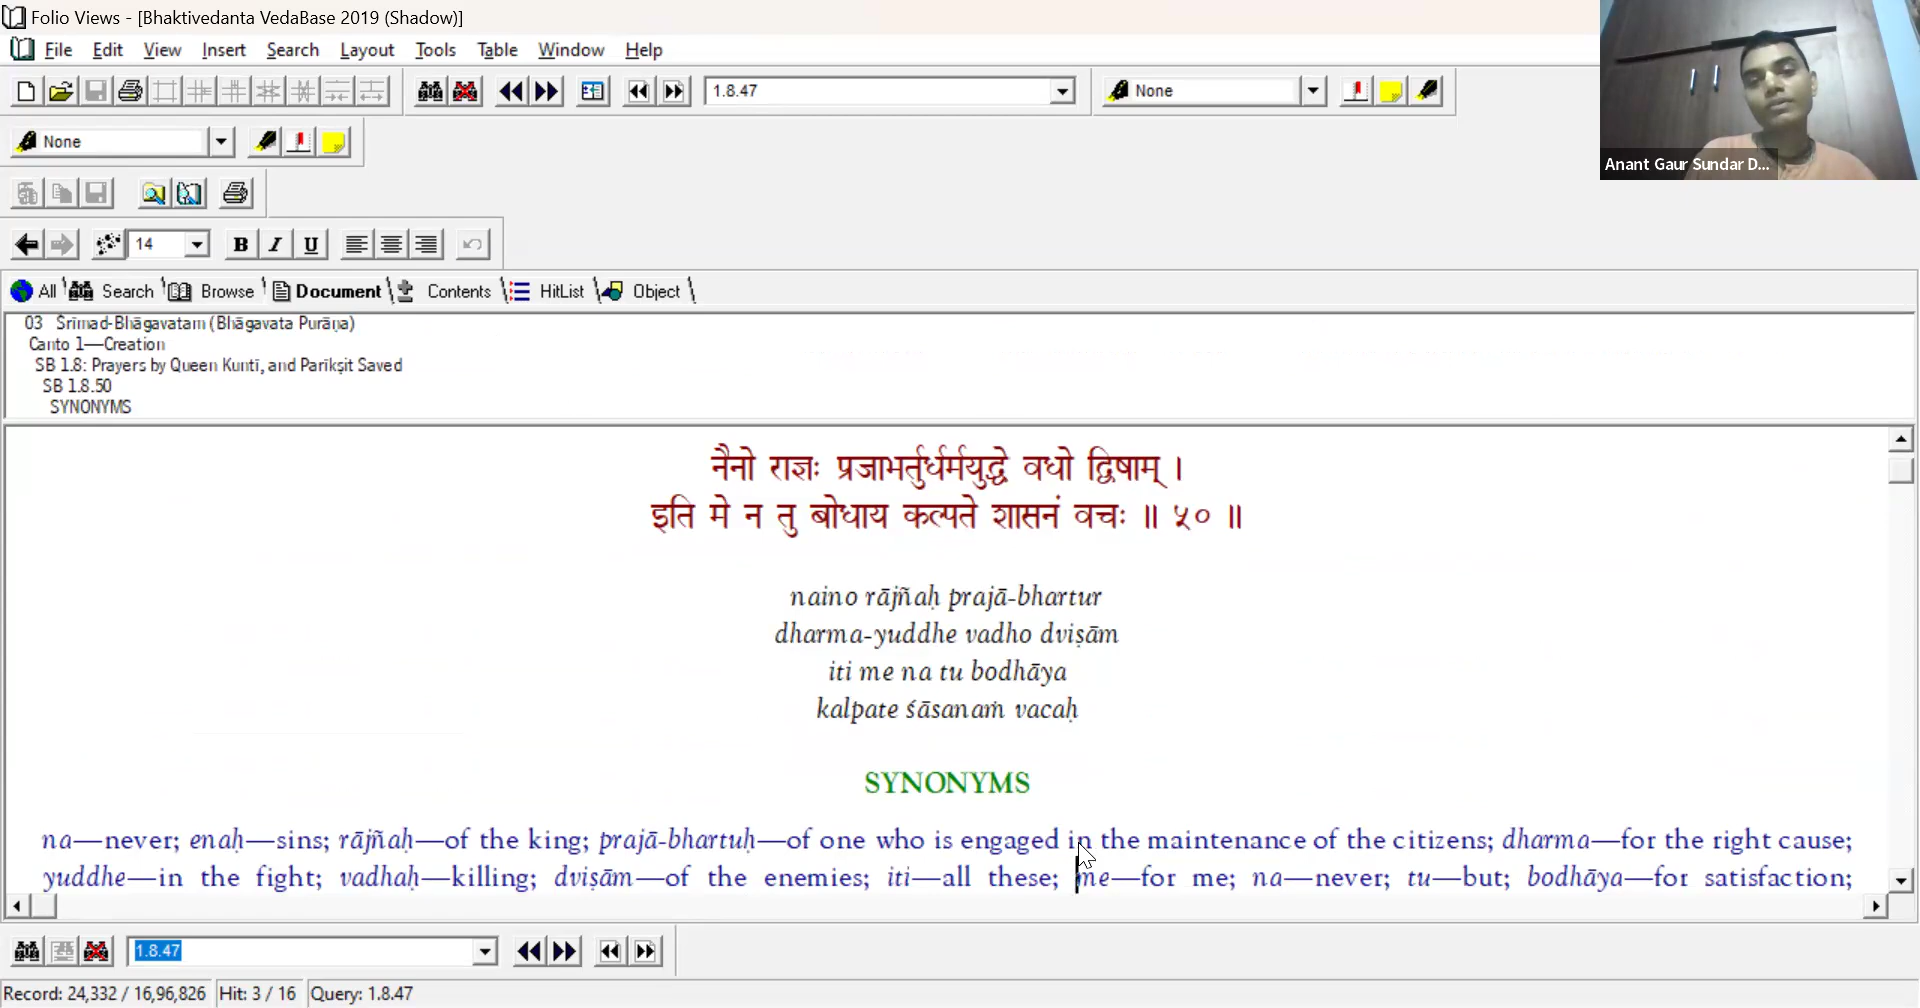 Folio Views - [Bhaktivedanta VedaBase 2019 (Shadow)]
File Edit View Insert Search Layout Tools Table Window Help
1.8.47 None
Anant Gaur Sundar D...
None
14 B I U
All Search Browse Document Contents HitList Object
03 Śrīmad-Bhāgavatam (Bhāgavata Purāṇa)
Canto 1—Creation
SB 1.8: Prayers by Queen Kuntī, and Parīkṣit Saved
SB 1.8.50
SYNONYMS
नैनो राज्ञः प्रजाभर्तुर्धर्मयुद्धे वधो द्विषाम् ।
इति मे न तु बोधाय कल्पते शासनं वचः ॥ ५० ॥
naino rājñaḥ prajā-bhartur
dharma-yuddhe vadho dviṣām
iti me na tu bodhāya
kalpate śāsanaṁ vacaḥ
SYNONYMS
na—never; enaḥ—sins; rājñaḥ—of the king; prajā-bhartuḥ—of one who is engaged in the maintenance of the citizens; dharma—for the right cause;
yuddhe—in the fight; vadhaḥ—killing; dviṣām—of the enemies; iti—all these; me—for me; na—never; tu—but; bodhāya—for satisfaction;
1.8.47
Record: 24,332 / 16,96,826 Hit: 3 / 16 Query: 1.8.47